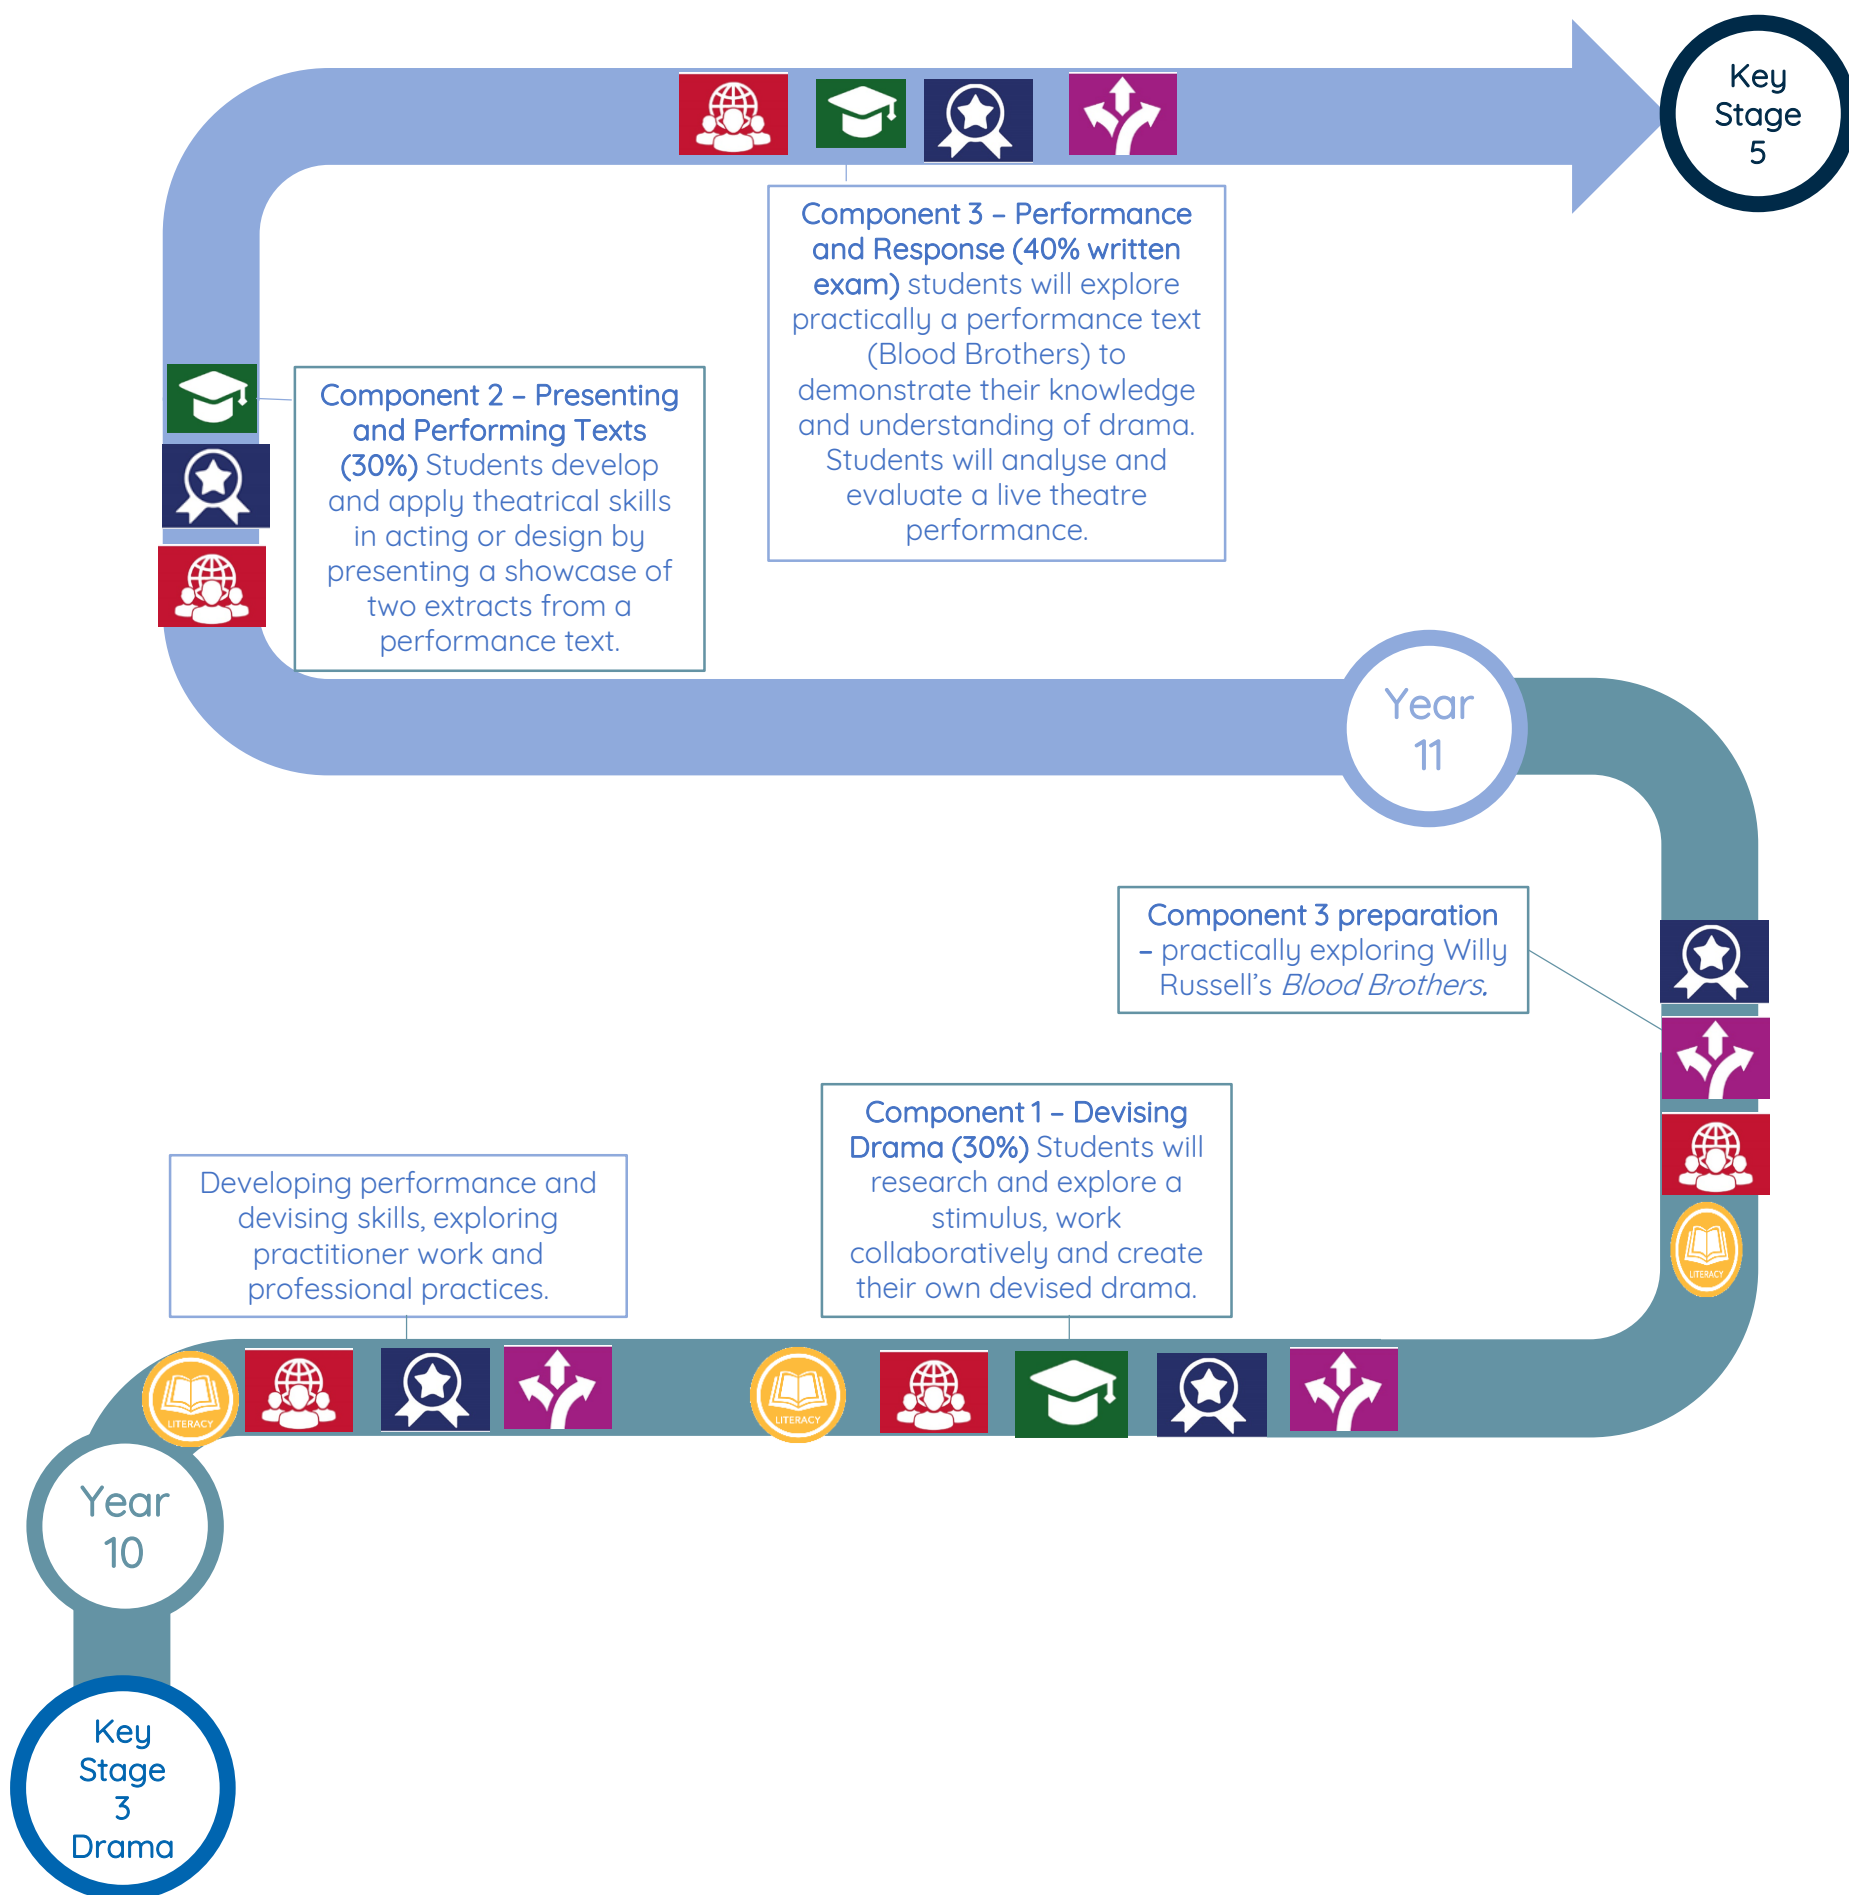 Key
Stage
5
Component 3 – Performance
and Response (40% written
exam) students will explore
practically a performance text
(Blood Brothers) to
demonstrate their knowledge
and understanding of drama.
Students will analyse and
evaluate a live theatre
performance.
Component 2 – Presenting
and Performing Texts
(30%) Students develop
and apply theatrical skills
in acting or design by
presenting a showcase of
two extracts from a
performance text.
Year
11
Component 3 preparation
– practically exploring Willy
Russell’s Blood Brothers.
Component 1 – Devising
Drama (30%) Students will
research and explore a
stimulus, work
collaboratively and create
their own devised drama.
Developing performance and
devising skills, exploring
practitioner work and
professional practices.
LITERACY
LITERACY
LITERACY
Year
10
Key
Stage
3
Drama